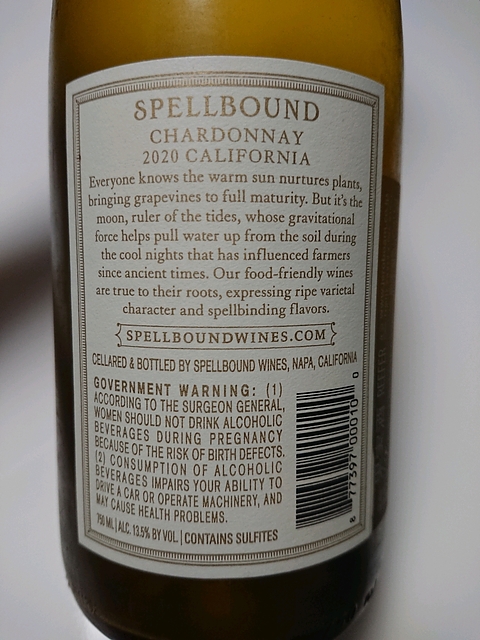 SPELLBOUND
CHARDONNAY
2020 CALIFORNIA
Everyone knows the warm sun nurtures plants,
bringing grapevines to full maturity. But it's the
moon, ruler of the tides, whose gravitational
force helps pull water up from the soil during
the cool nights that has influenced farmers
since ancient times. Our food-friendly wines
are true to their roots, expressing ripe varietal
character and spellbinding flavors.
SPELLBOUNDWINES.COM
CELLARED & BOTTLED BY SPELLBOUND WINES, NAPA, CALIFORNIA
GOVERNMENT WARNING: (1)
ACCORDING TO THE SURGEON GENERAL,
WOMEN SHOULD NOT DRINK ALCOHOLIC
BEVERAGES DURING PREGNANCY
BECAUSE OF THE RISK OF BIRTH DEFECTS.
(2) CONSUMPTION OF ALCOHOLIC
BEVERAGES IMPAIRS YOUR ABILITY TO
DRIVE A CAR OR OPERATE MACHINERY, AND
MAY CAUSE HEALTH PROBLEMS.
750 ML | ALC. 13.5% BY VOL. | CONTAINS SULFITES
8 77397 00010 0